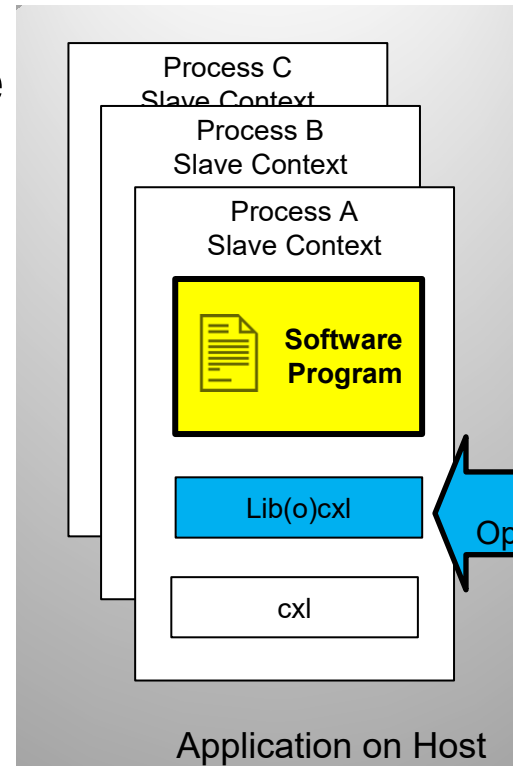 e
Process C
Slave Context
Process B
Slave Context
Process A
Slave Context
Software
Program
Lib(o)cxl
Op
cxl
Application on Host